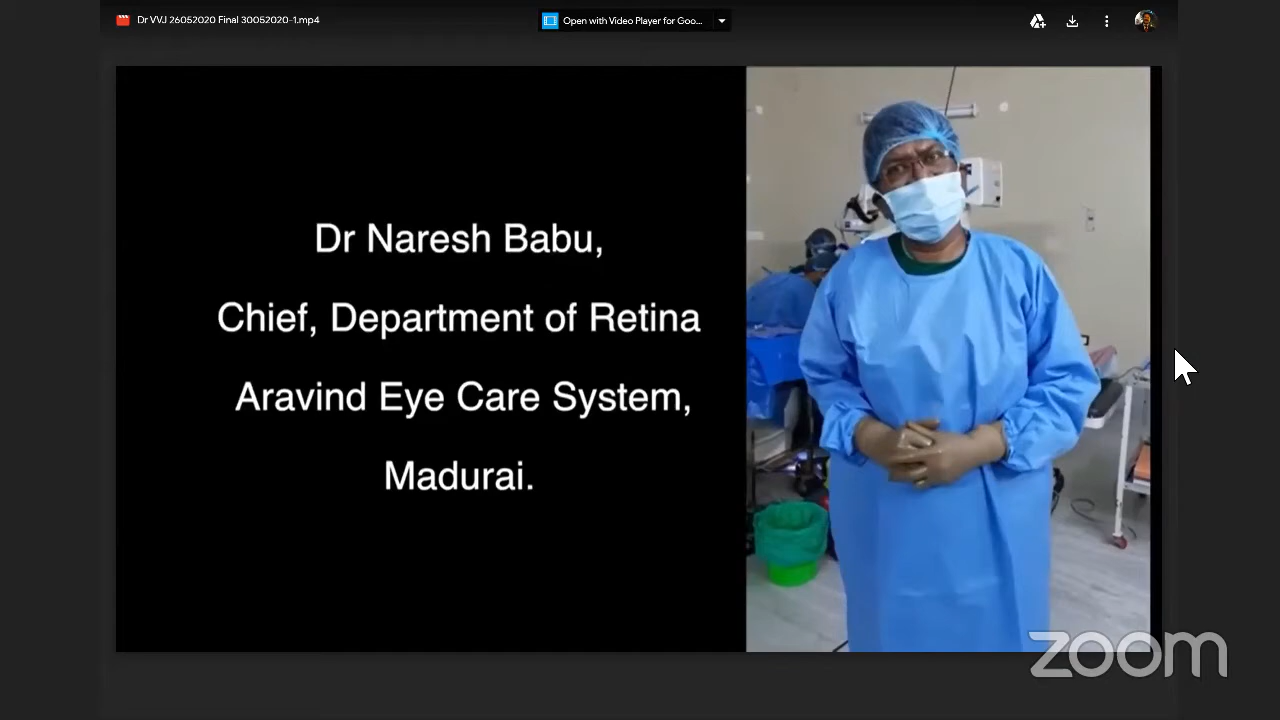 Dr VVJ 26052020 Final 30052020-1.mp4
Open with Video Player for Goo...
Dr Naresh Babu,
Chief, Department of Retina
Aravind Eye Care System,
Madurai.
zoom